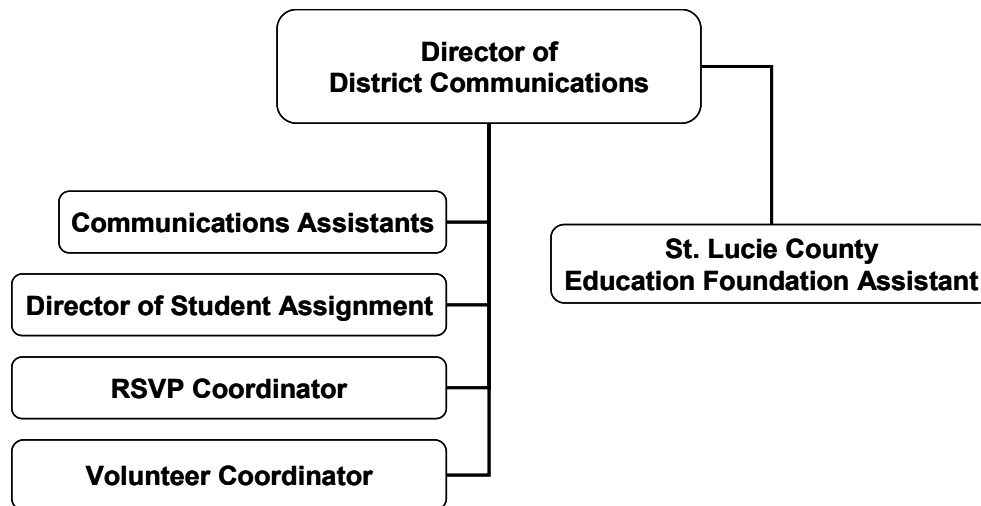 Director of
District Communications
Communications Assistants
St. Lucie County
Education Foundation Assistant
Director of Student Assignment
RSVP Coordinator
Volunteer Coordinator